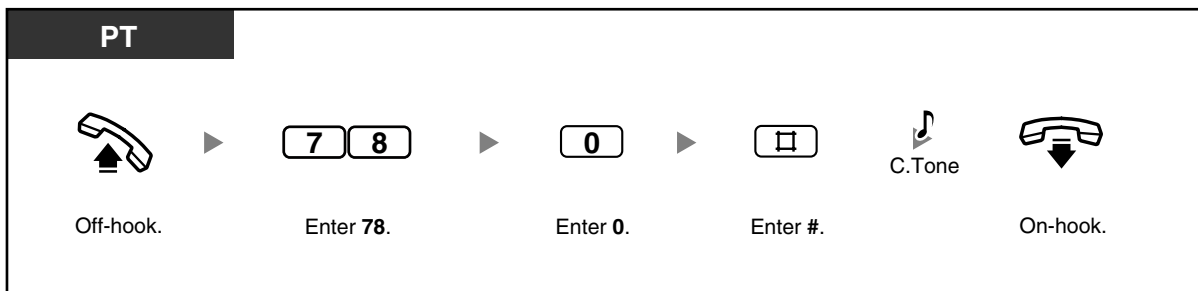 PT
7 8 0 #
C.Tone
Off-hook. Enter 78. Enter 0. Enter #. On-hook.